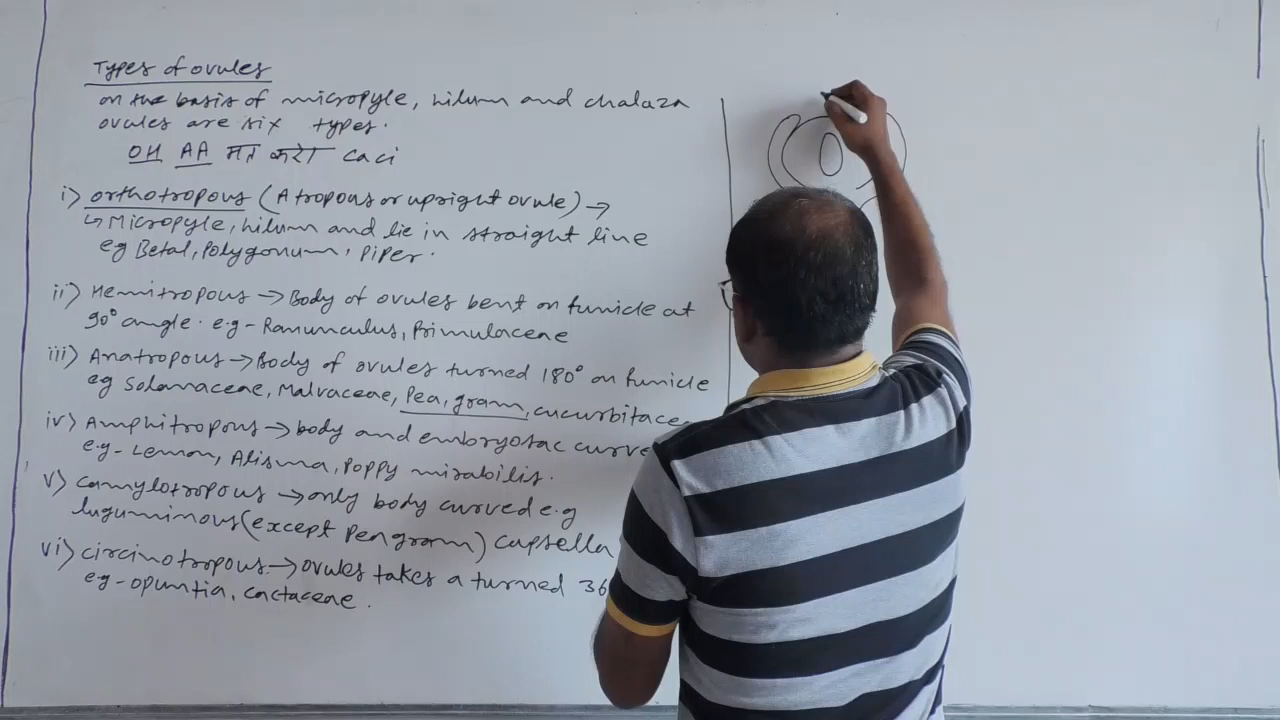 Types of ovules
on the basis of micropyle, hilum and chalaza
ovules are six types.
OH AA मत करो caci
i) orthotropous (Atropous or upright ovule) →
↳ Micropyle, hilum and lie in straight line
eg Betal, Polygonum, Piper.
ii) Hemitropous → Body of ovules bent on funicle at
90° angle. e.g - Ranunculus, Primulaceae
iii) Anatropous → Body of ovules turned 180° on funicle
eg Solanaceae, Malvaceae, Pea, gram, cucurbitace
iv) Amphitropous → body and embryosac curve
e.g - Lemon, Alisma, Poppy mirabilis.
v) camylotropous → only body curved e.g
luguminous (except Pea gram) capsella
vi) circinotropous. → ovules takes a turned 36
eg - opuntia, cactaceae.